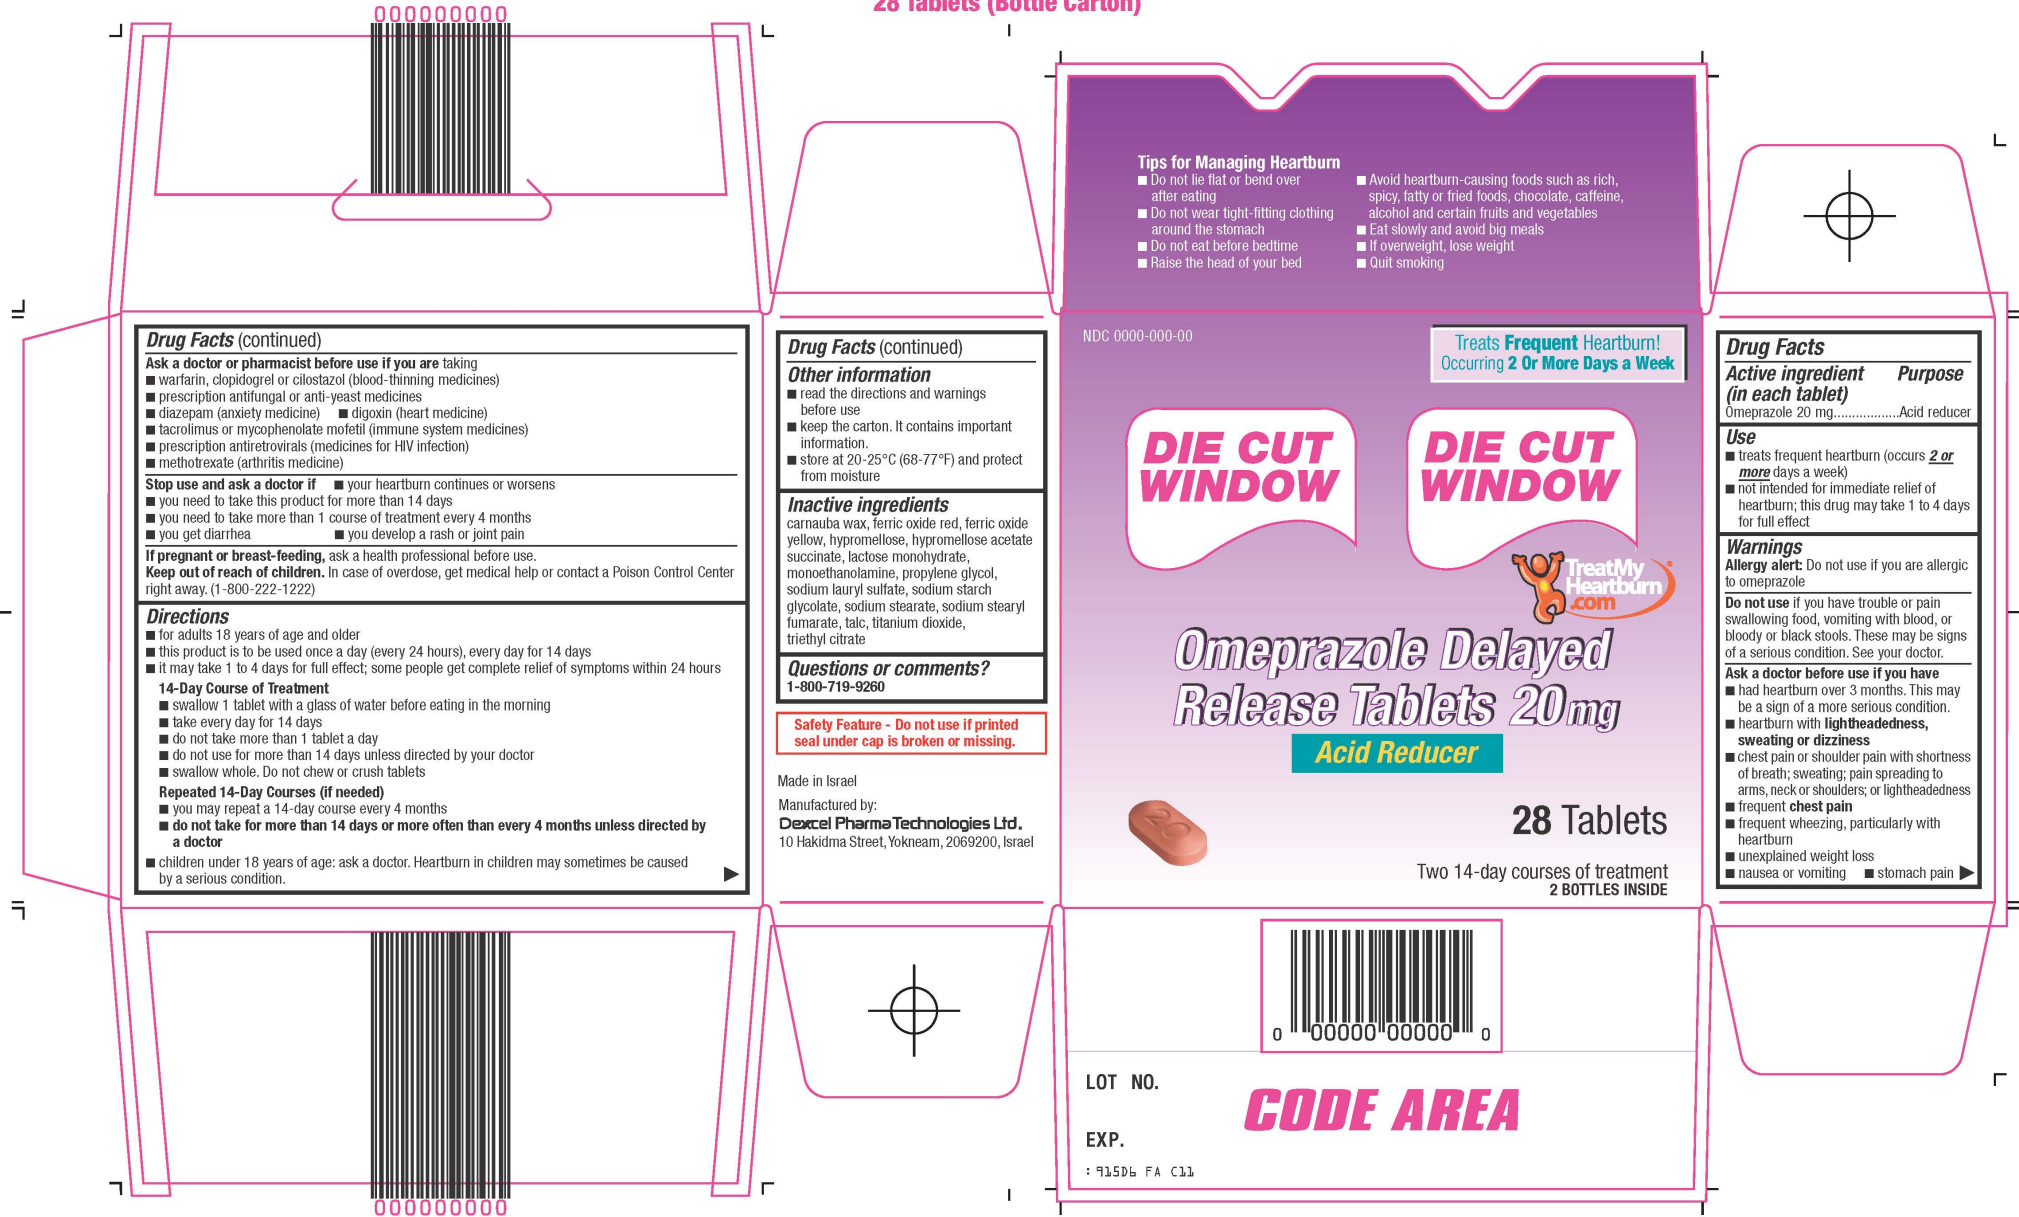 28 Tablets (Bottle Carton)
000000000
Drug Facts (continued)
Ask a doctor or pharmacist before use if you are taking
■ warfarin, clopidogrel or cilostazol (blood-thinning medicines)
■ prescription antifungal or anti-yeast medicines
■ diazepam (anxiety medicine) ■ digoxin (heart medicine)
■ tacrolimus or mycophenolate mofetil (immune system medicines)
■ prescription antiretrovirals (medicines for HIV infection)
■ methotrexate (arthritis medicine)
Stop use and ask a doctor if ■ your heartburn continues or worsens
■ you need to take this product for more than 14 days
■ you need to take more than 1 course of treatment every 4 months
■ you get diarrhea ■ you develop a rash or joint pain
If pregnant or breast-feeding, ask a health professional before use.
Keep out of reach of children. In case of overdose, get medical help or contact a Poison Control Center
right away. (1-800-222-1222)
Directions
■ for adults 18 years of age and older
■ this product is to be used once a day (every 24 hours), every day for 14 days
■ it may take 1 to 4 days for full effect; some people get complete relief of symptoms within 24 hours
14-Day Course of Treatment
■ swallow 1 tablet with a glass of water before eating in the morning
■ take every day for 14 days
■ do not take more than 1 tablet a day
■ do not use for more than 14 days unless directed by your doctor
■ swallow whole. Do not chew or crush tablets
Repeated 14-Day Courses (if needed)
■ you may repeat a 14-day course every 4 months
■ do not take for more than 14 days or more often than every 4 months unless directed by
a doctor
■ children under 18 years of age: ask a doctor. Heartburn in children may sometimes be caused
by a serious condition.
000000000
Drug Facts (continued)
Other information
■ read the directions and warnings
before use
■ keep the carton. It contains important
information.
■ store at 20-25°C (68-77°F) and protect
from moisture
Inactive ingredients
carnauba wax, ferric oxide red, ferric oxide
yellow, hypromellose, hypromellose acetate
succinate, lactose monohydrate,
monoethanolamine, propylene glycol,
sodium lauryl sulfate, sodium starch
glycolate, sodium stearate, sodium stearyl
fumarate, talc, titanium dioxide,
triethyl citrate
Questions or comments?
1-800-719-9260
Safety Feature - Do not use if printed
seal under cap is broken or missing.
Made in Israel
Manufactured by:
Dexcel Pharma Technologies Ltd.
10 Hakidma Street, Yokneam, 2069200, Israel
Tips for Managing Heartburn
■ Do not lie flat or bend over
after eating
■ Do not wear tight-fitting clothing
around the stomach
■ Do not eat before bedtime
■ Raise the head of your bed
■ Avoid heartburn-causing foods such as rich,
spicy, fatty or fried foods, chocolate, caffeine,
alcohol and certain fruits and vegetables
■ Eat slowly and avoid big meals
■ If overweight, lose weight
■ Quit smoking
NDC 0000-000-00
Treats Frequent Heartburn!
Occurring 2 Or More Days a Week
DIE CUT
WINDOW
DIE CUT
WINDOW
TreatMy
Heartburn®
.com
Omeprazole Delayed
Release Tablets 20 mg
Acid Reducer
20
28 Tablets
Two 14-day courses of treatment
2 BOTTLES INSIDE
0 00000 00000 0
LOT NO.
CODE AREA
EXP.
: 915D6 FA C11
Drug Facts
Active ingredient Purpose
(in each tablet)
Omeprazole 20 mg..................Acid reducer
Use
■ treats frequent heartburn (occurs 2 or
more days a week)
■ not intended for immediate relief of
heartburn; this drug may take 1 to 4 days
for full effect
Warnings
Allergy alert: Do not use if you are allergic
to omeprazole
Do not use if you have trouble or pain
swallowing food, vomiting with blood, or
bloody or black stools. These may be signs
of a serious condition. See your doctor.
Ask a doctor before use if you have
■ had heartburn over 3 months. This may
be a sign of a more serious condition.
■ heartburn with lightheadedness,
sweating or dizziness
■ chest pain or shoulder pain with shortness
of breath; sweating; pain spreading to
arms, neck or shoulders; or lightheadedness
■ frequent chest pain
■ frequent wheezing, particularly with
heartburn
■ unexplained weight loss
■ nausea or vomiting ■ stomach pain